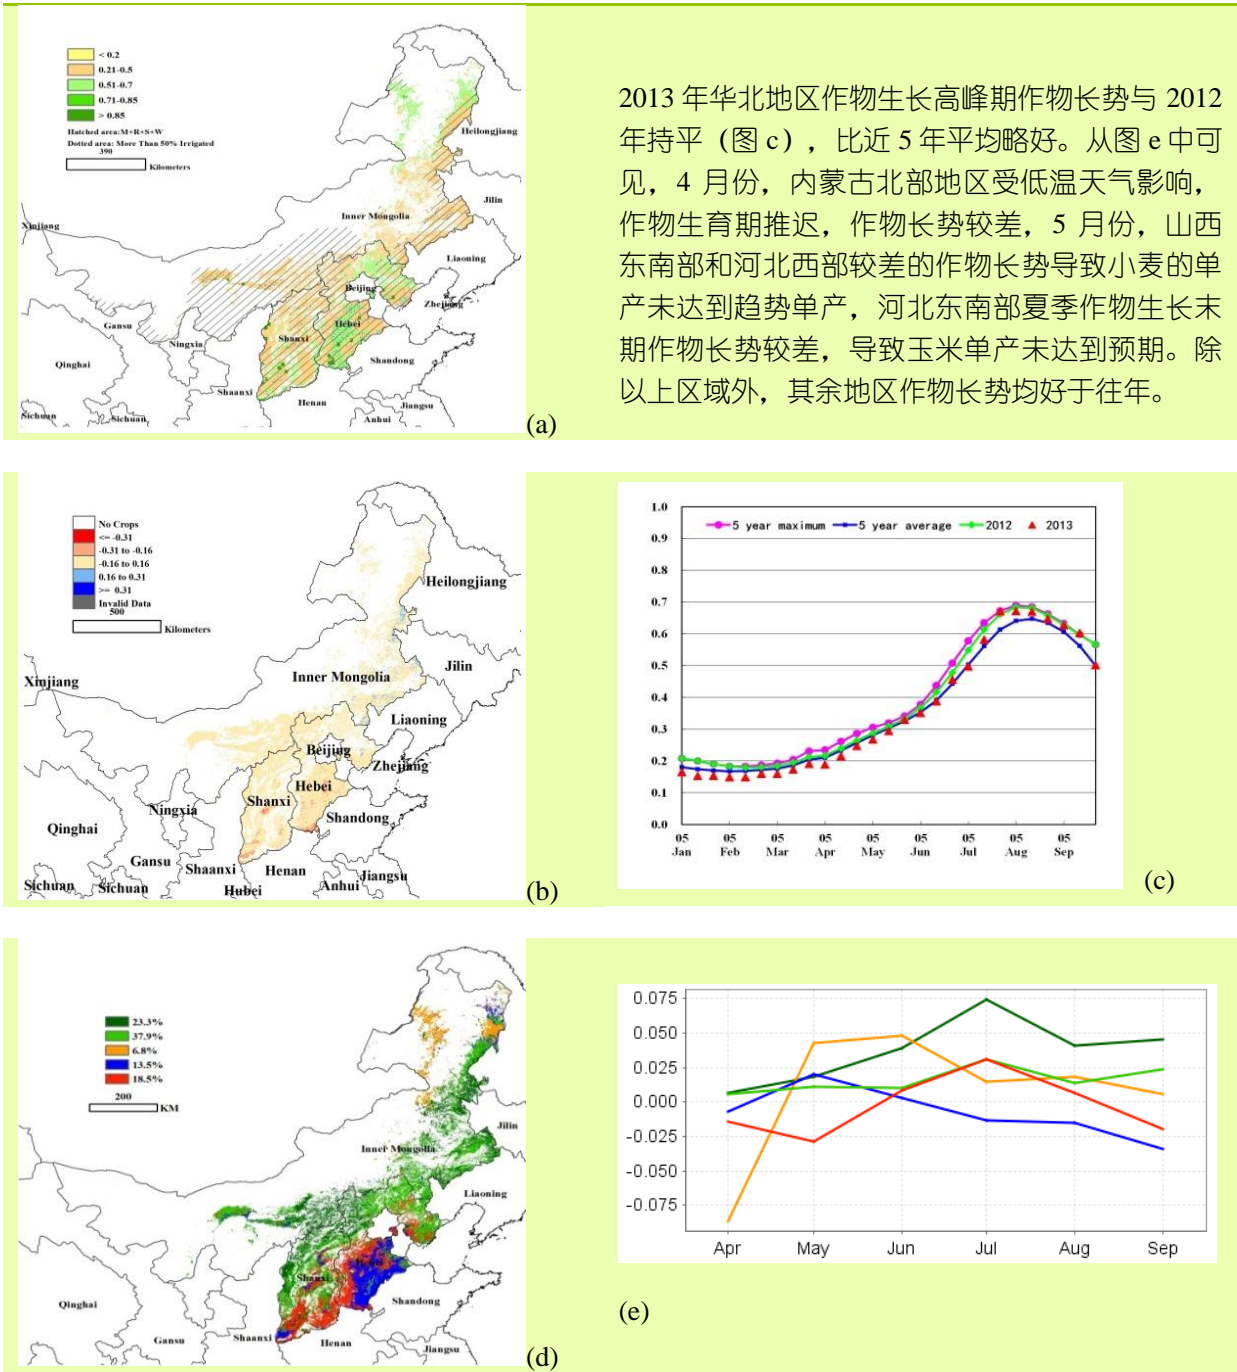 < 0.2
0.21-0.5
0.51-0.7
0.71-0.85
> 0.85
Hatched area:M+R+S+W
Dotted area: More Than 50% Irrigated
390
Kilometers
Heilongjiang
Jilin
Inner Mongolia
Xinjiang
Liaoning
Beijing
Zhejiang
Gansu
Hebei
Ningxia
Shanxi
Qinghai
Shandong
Shaanxi
Henan
Jiangsu
Sichuan
Sichuan
Anhui
(a)
2013 年华北地区作物生长高峰期作物长势与 2012
年持平（图 c），比近 5 年平均略好。从图 e 中可
见，4 月份，内蒙古北部地区受低温天气影响，
作物生育期推迟，作物长势较差，5 月份，山西
东南部和河北西部较差的作物长势导致小麦的单
产未达到趋势单产，河北东南部夏季作物生长末
期作物长势较差，导致玉米单产未达到预期。除
以上区域外，其余地区作物长势均好于往年。
No Crops
<= -0.31
-0.31 to -0.16
-0.16 to 0.16
0.16 to 0.31
>= 0.31
Invalid Data
500
Kilometers
Heilongjiang
Jilin
Inner Mongolia
Xinjiang
Liaoning
Beijing
Zhejiang
Hebei
Shanxi
Ningxia
Shandong
Qinghai
Gansu
Shaanxi
Henan
Jiangsu
Sichuan
Sichuan
Hubei
Anhui
(b)
5 year maximum 5 year average 2012 2013
1.0
0.9
0.8
0.7
0.6
0.5
0.4
0.3
0.2
0.1
0.0
05 05 05 05 05 05 05 05 05
Jan Feb Mar Apr May Jun Jul Aug Sep
(c)
23.3%
37.9%
6.8%
13.5%
18.5%
200
KM
Jilin
Inner Mongolia
Liaoning
Hebei
Shanxi
Qinghai
Shandong
Gansu
Shaanxi
Henan
Jiangsu
(d)
0.075
0.050
0.025
0.000
-0.025
-0.050
-0.075
Apr May Jun Jul Aug Sep
(e)